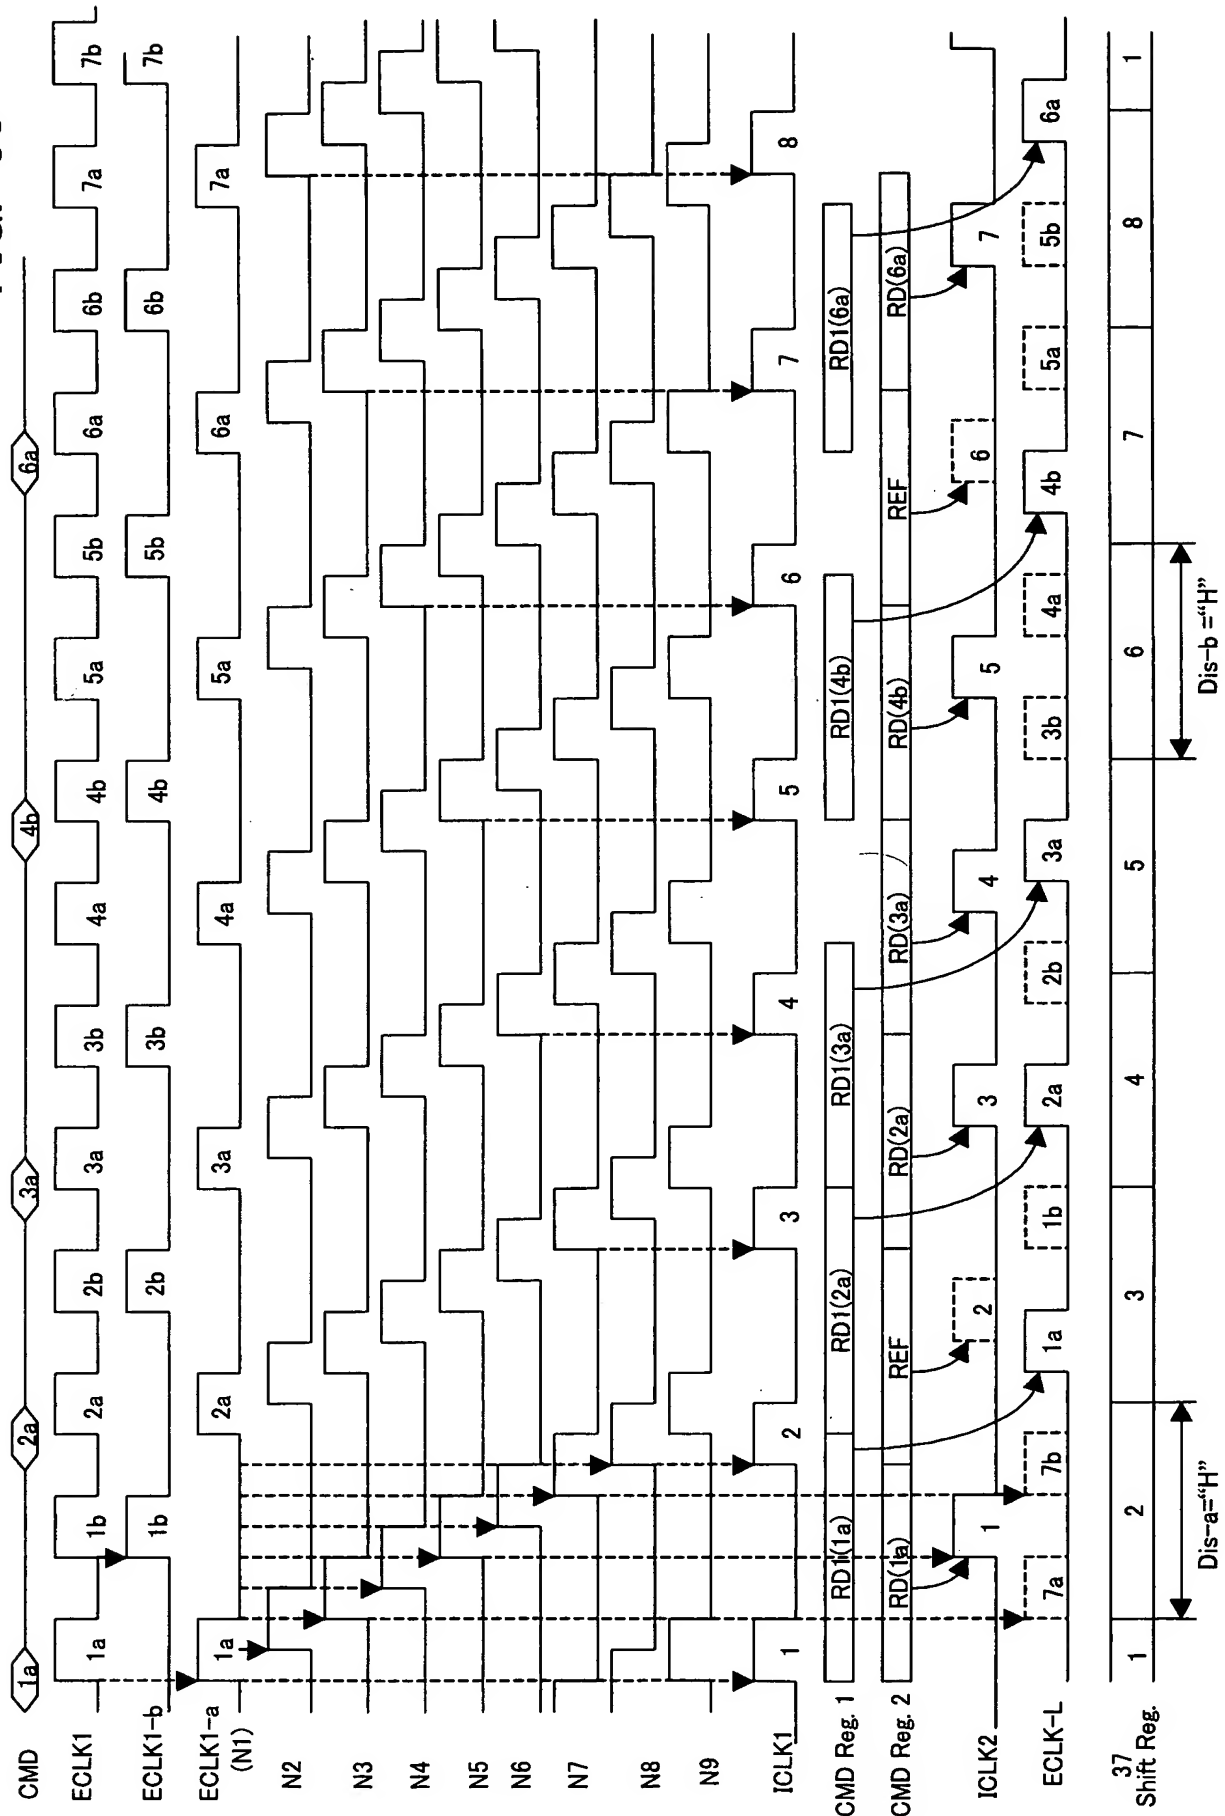 CMD 1a 2a 3a 4b 6a
ECLK1 1a 1b 2a 2b 3a 3b 4a 4b 5a 5b 6a 6b 7a 7b
ECLK1-b 1b 2b 3b 4b 5b 6b 7b
ECLK1-a 1a 2a 3a 4a 5a 6a 7a
(N1)
N2
N3
N4
N5
N6
N7
N8
N9
ICLK1 1 2 3 4 5 6 7 8
CMD Reg. 1 RD1(1a) RD1(2a) RD1(3a) RD1(4b) RD1(6a)
CMD Reg. 2 RD(1a) REF RD(2a) RD(3a) RD(4b) REF RD(6a)
ICLK2 1 2 3 4 5 6 7
ECLK-L 7a 7b 1a 1b 2a 2b 3a 3b 4a 4b 5a 5b 6a
37
Shift Reg. 1 2 3 4 5 6 7 8 1
Dis-a="H" Dis-b="H"